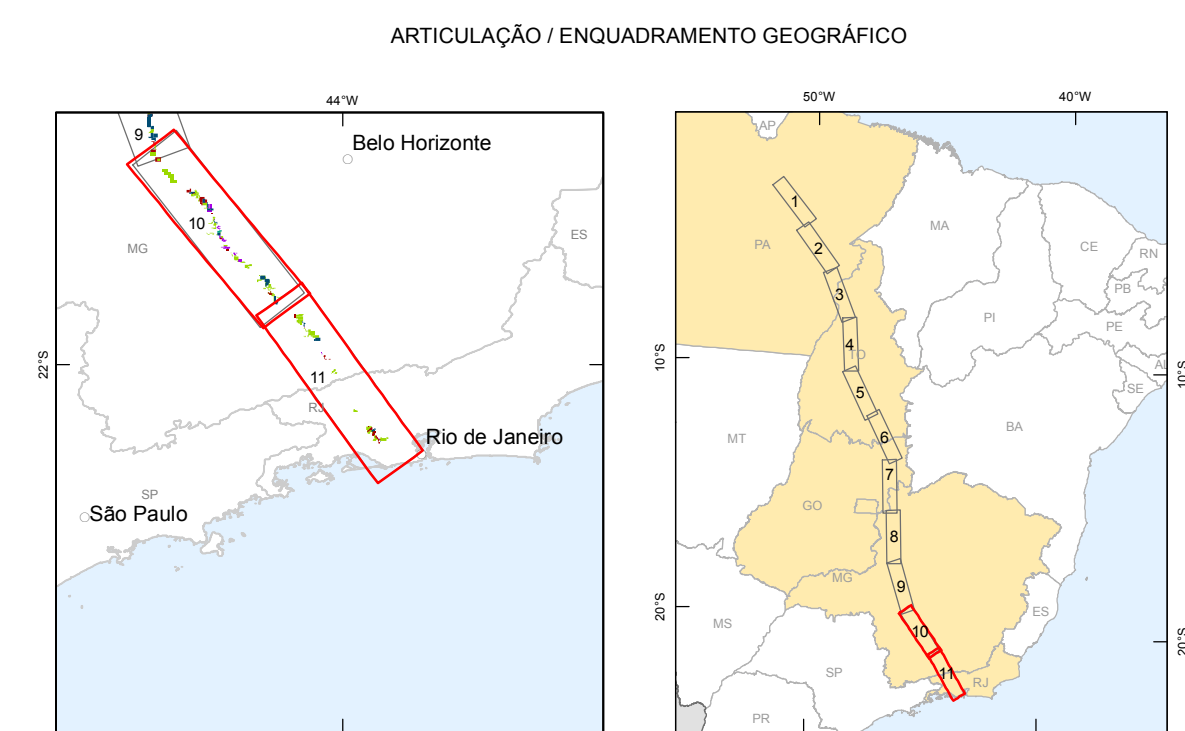 ARTICULAÇÃO / ENQUADRAMENTO GEOGRÁFICO
44°W
9
Belo Horizonte
10
MG
ES
22°S
11
RJ
Rio de Janeiro
SP
São Paulo
50°W
40°W
AP
1
MA
PA
2
CE
RN
3
PB
PI
PE
4
TO
10°S
AL
10°S
SE
5
BA
MT
6
7
GO
8
MG
9
20°S
ES
MS
10
20°S
SP
11
RJ
PR